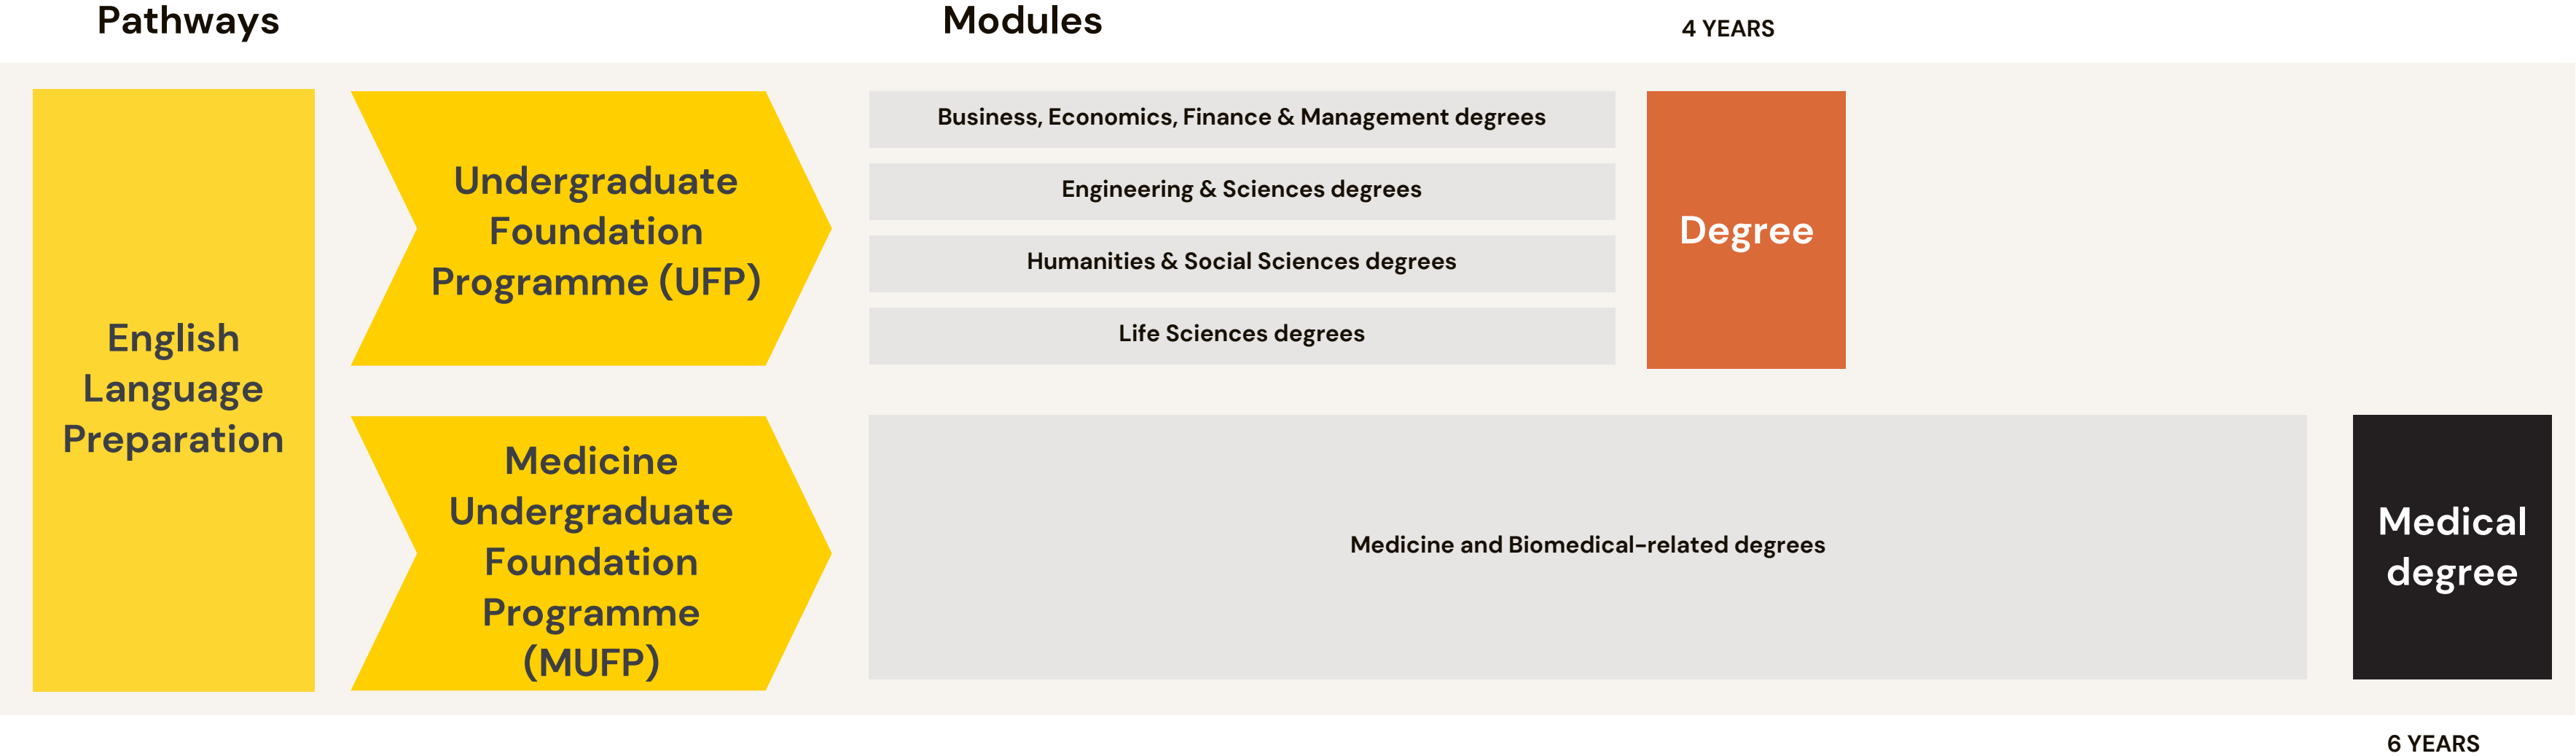 Pathways
Modules
4 YEARS
English
Language
Preparation
Undergraduate
Foundation
Programme (UFP)
Business, Economics, Finance & Management degrees
Engineering & Sciences degrees
Humanities & Social Sciences degrees
Life Sciences degrees
Degree
Medicine
Undergraduate
Foundation
Programme
(MUFP)
Medicine and Biomedical-related degrees
Medical
degree
6 YEARS